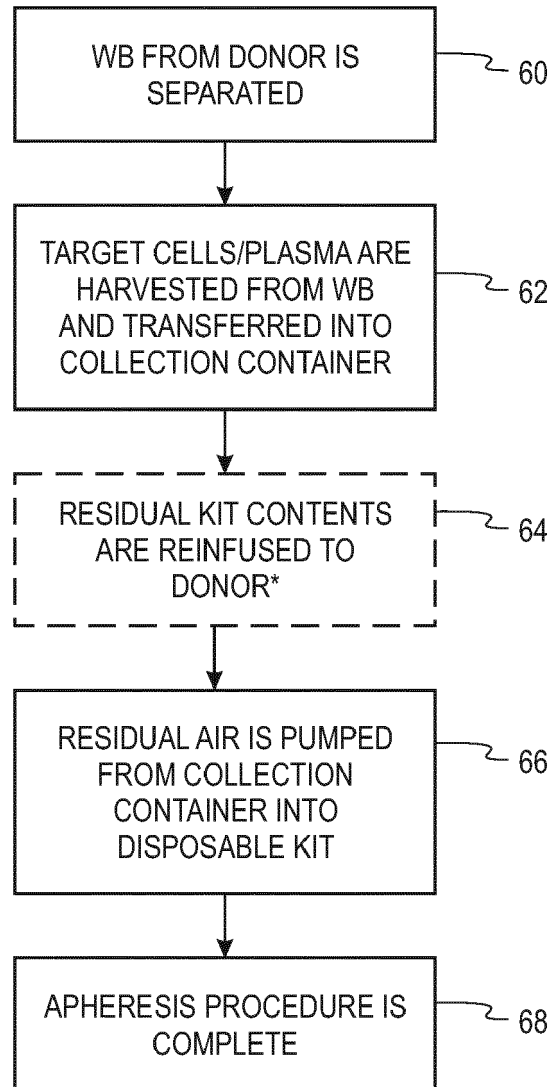 WB FROM DONOR IS
SEPARATED
60
TARGET CELLS/PLASMA ARE
HARVESTED FROM WB
AND TRANSFERRED INTO
COLLECTION CONTAINER
62
RESIDUAL KIT CONTENTS
ARE REINFUSED TO
DONOR*
64
RESIDUAL AIR IS PUMPED
FROM COLLECTION
CONTAINER INTO
DISPOSABLE KIT
66
APHERESIS PROCEDURE IS
COMPLETE
68